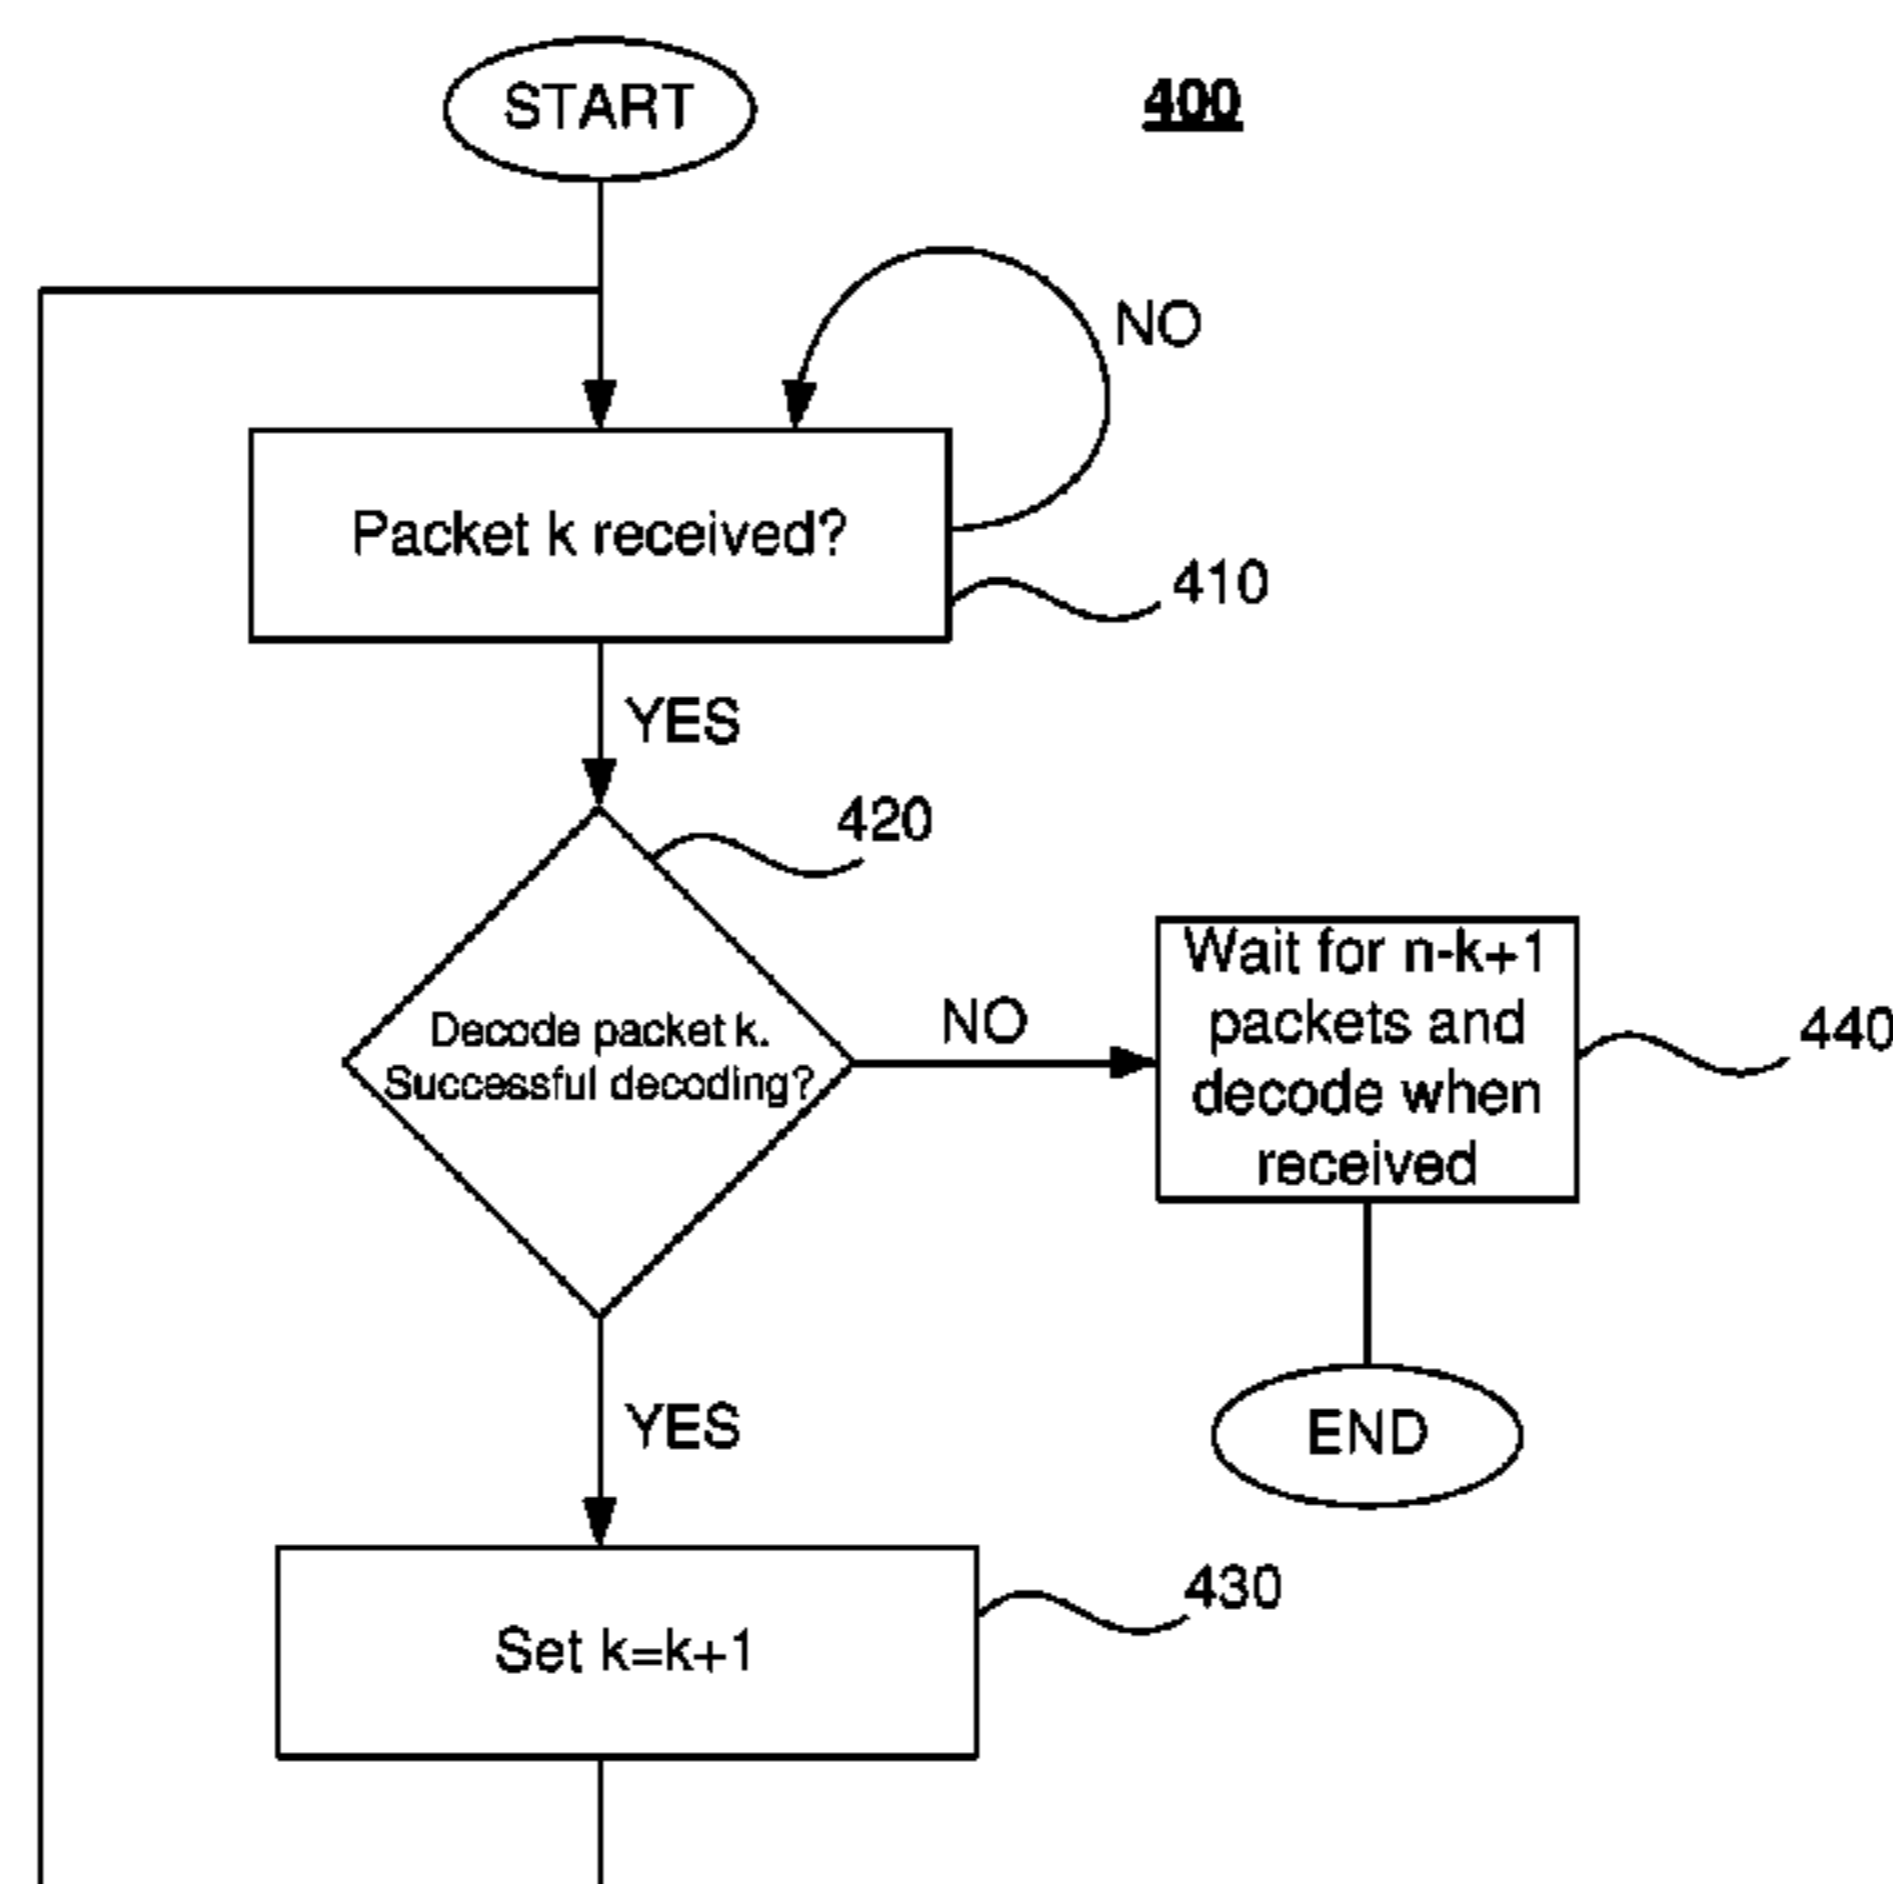 START
400
NO
Packet k received?
410
YES
420
Decode packet k.
Successful decoding?
NO
Wait for n-k+1
packets and
decode when
received
440
YES
END
430
Set k=k+1